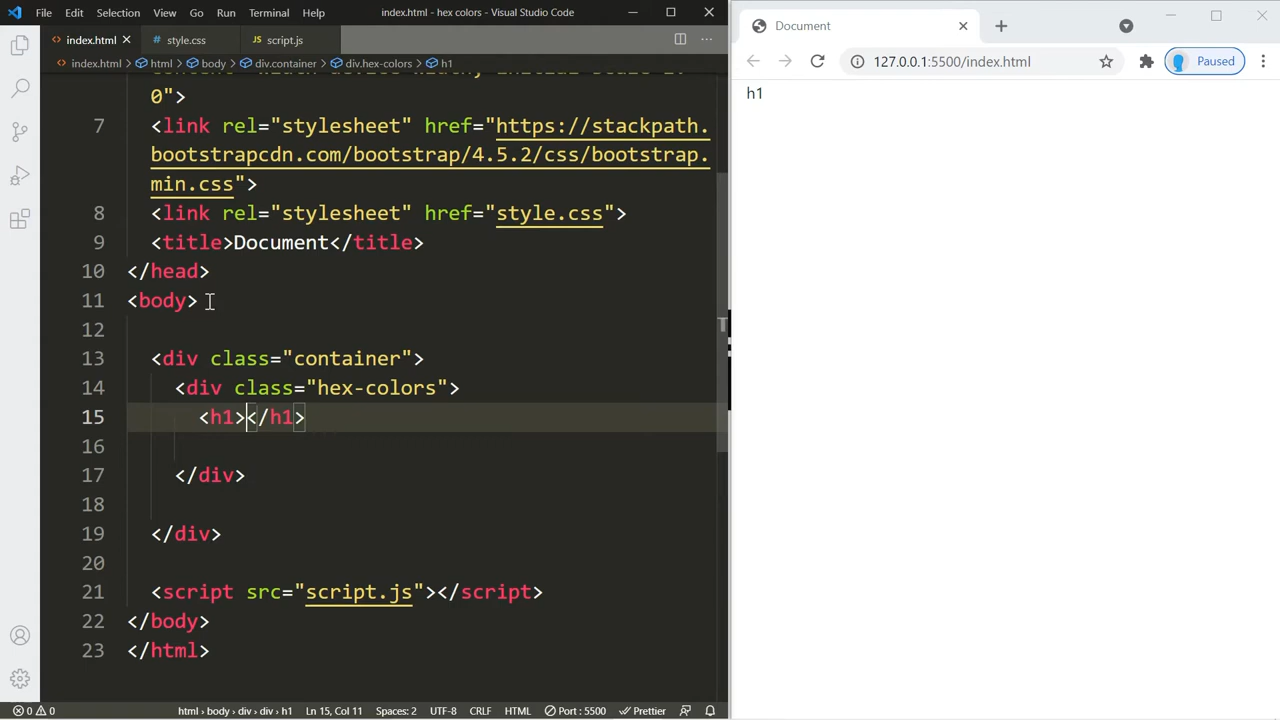 File Edit Selection View Go Run Terminal Help index.html - hex colors - Visual Studio Code
index.html style.css script.js
index.html > html > body > div.container > div.hex-colors > h1
0">
7 <link rel="stylesheet" href="https://stackpath.
bootstrapcdn.com/bootstrap/4.5.2/css/bootstrap.
min.css">
8 <link rel="stylesheet" href="style.css">
9 <title>Document</title>
10 </head>
11 <body>
12
13 <div class="container">
14 <div class="hex-colors">
15 <h1></h1>
16
17 </div>
18
19 </div>
20
21 <script src="script.js"></script>
22 </body>
23 </html>
0 0 html > body > div > div > h1 Ln 15, Col 11 Spaces: 2 UTF-8 CRLF HTML Port : 5500 Prettier
Document
127.0.0.1:5500/index.html Paused
h1